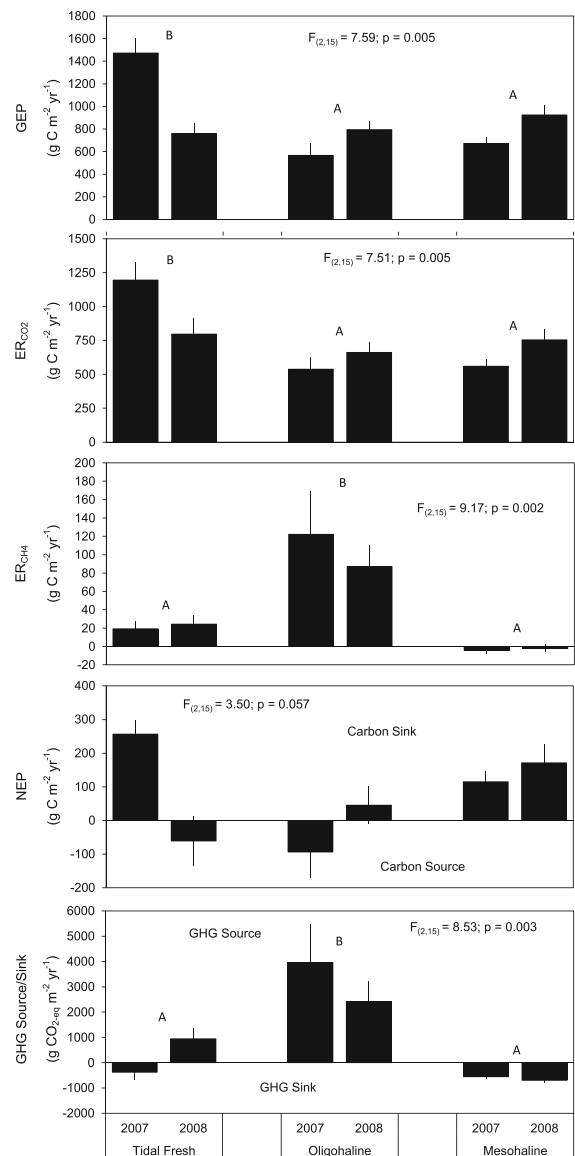 GEP
(g C m-2 yr-1)
1800
1600
1400
1200
1000
800
600
400
200
0
B
A
A
F(2,15) = 7.59; p = 0.005
ERCO2
(g C m-2 yr-1)
1500
1250
1000
750
500
250
0
B
A
A
F(2,15) = 7.51; p = 0.005
ERCH4
(g C m-2 yr-1)
200
180
160
140
120
100
80
60
40
20
0
-20
A
B
A
F(2,15) = 9.17; p = 0.002
NEP
(g C m-2 yr-1)
400
300
200
100
0
-100
-200
F(2,15) = 3.50; p = 0.057
Carbon Sink
Carbon Source
GHG Source/Sink
(g CO2-eq m-2 yr-1)
6000
5000
4000
3000
2000
1000
0
-1000
-2000
GHG Source
F(2,15) = 8.53; p = 0.003
A
B
A
GHG Sink
2007 2008 2007 2008 2007 2008
Tidal Fresh Oligohaline Mesohaline